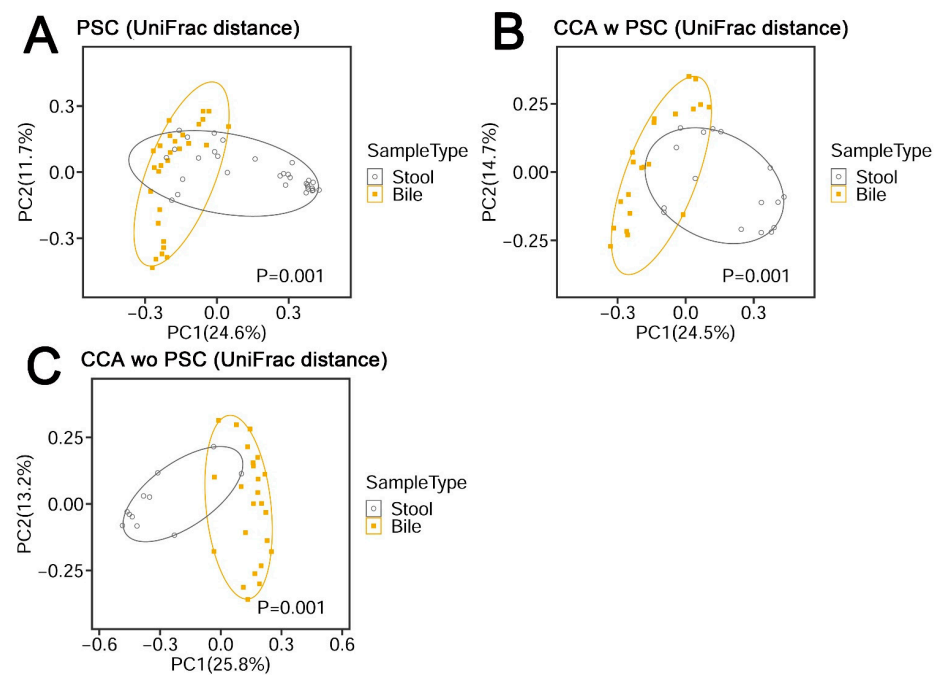 A PSC (UniFrac distance)
0.3
0.0
−0.3
PC2(11.7%)
P=0.001
−0.3 0.0 0.3
PC1(24.6%)
SampleType
Stool
Bile
B CCA w PSC (UniFrac distance)
0.25
0.00
−0.25
PC2(14.7%)
P=0.001
−0.3 0.0 0.3
PC1(24.5%)
SampleType
Stool
Bile
C CCA wo PSC (UniFrac distance)
0.25
0.00
−0.25
PC2(13.2%)
P=0.001
−0.6 −0.3 0.0 0.3 0.6
PC1(25.8%)
SampleType
Stool
Bile